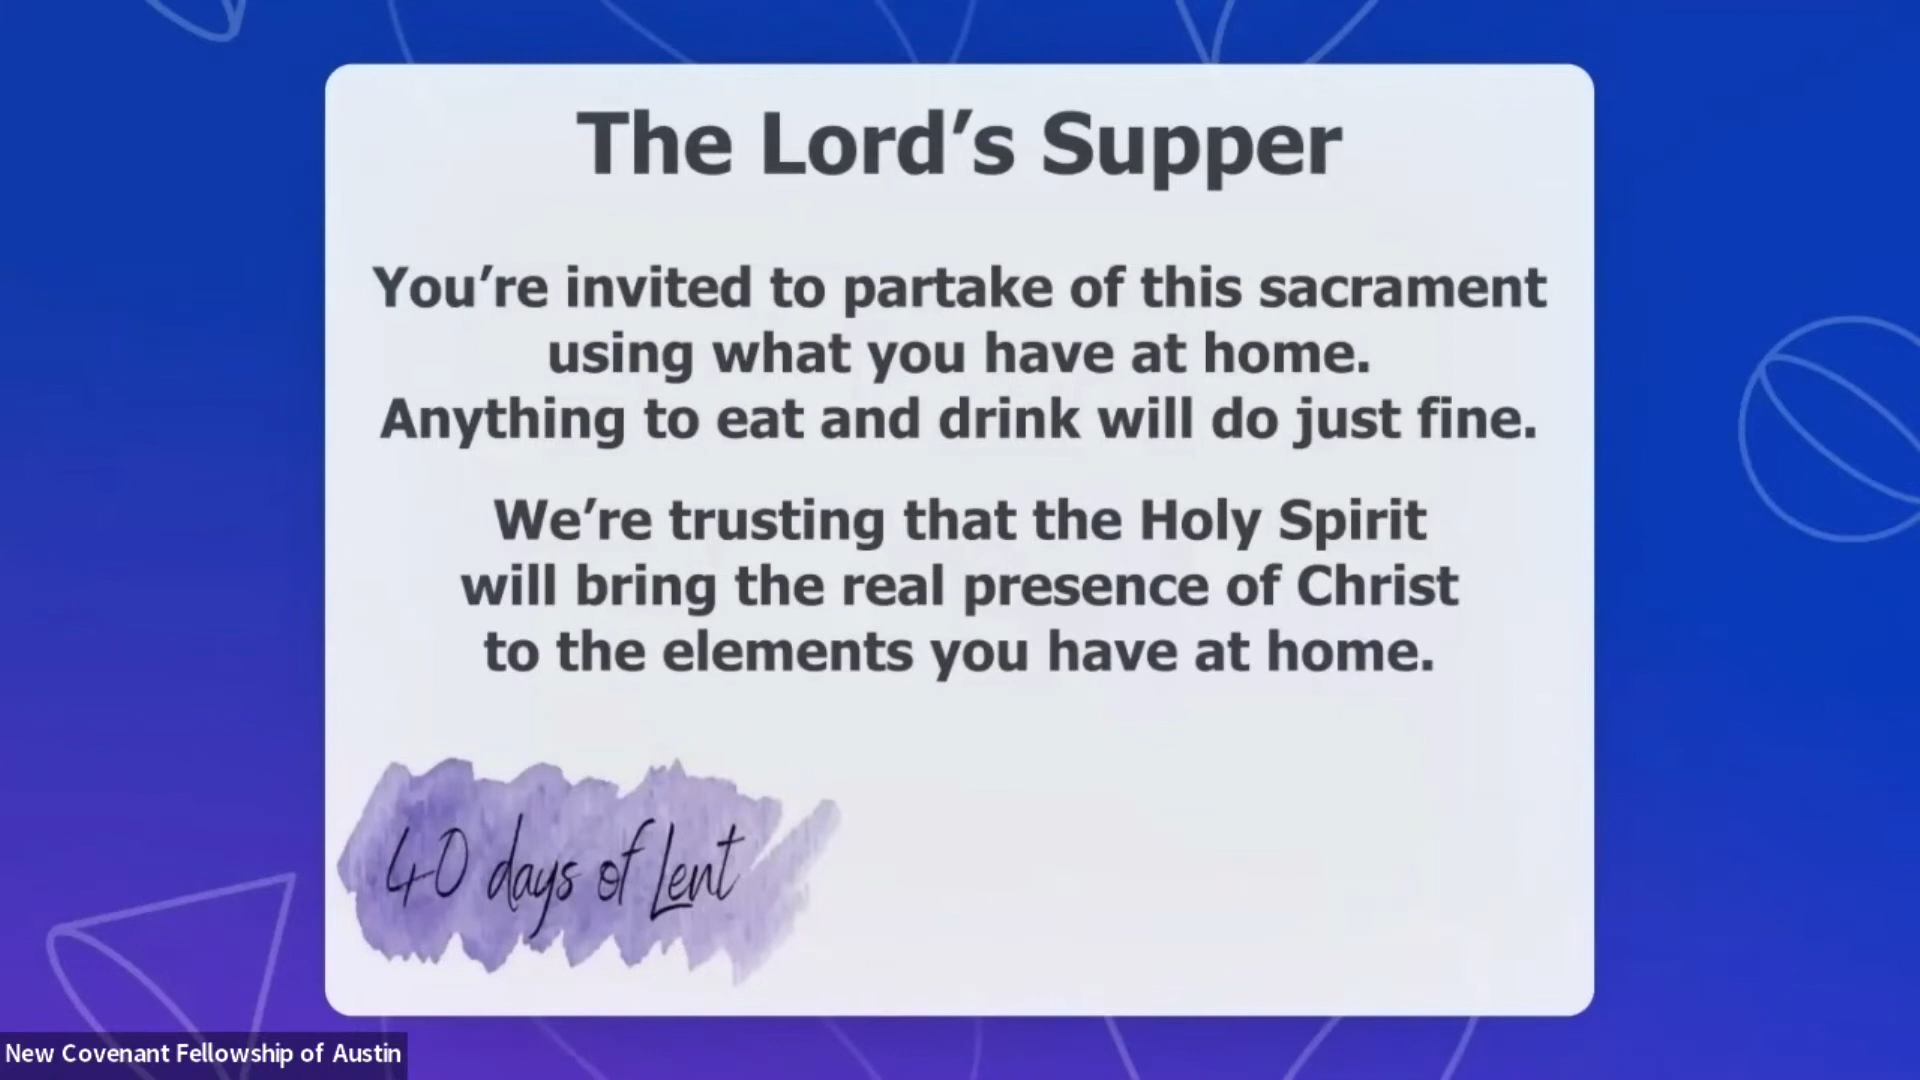 The Lord’s Supper
You’re invited to partake of this sacrament
using what you have at home.
Anything to eat and drink will do just fine.
We’re trusting that the Holy Spirit
will bring the real presence of Christ
to the elements you have at home.
40 days of Lent
New Covenant Fellowship of Austin